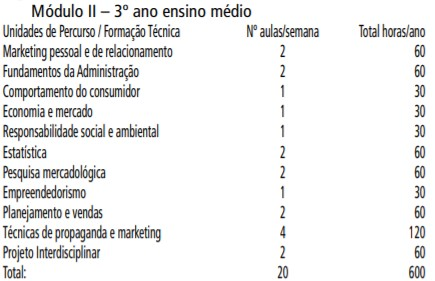 Módulo II – 3º ano ensino médio
Unidades de Percurso / Formação Técnica Nº aulas/semana Total horas/ano
Marketing pessoal e de relacionamento 2 60
Fundamentos da Administração 2 60
Comportamento do consumidor 1 30
Economia e mercado 1 30
Responsabilidade social e ambiental 1 30
Estatística 2 60
Pesquisa mercadológica 2 60
Empreendedorismo 1 30
Planejamento e vendas 2 60
Técnicas de propaganda e marketing 4 120
Projeto Interdisciplinar 2 60
Total: 20 600